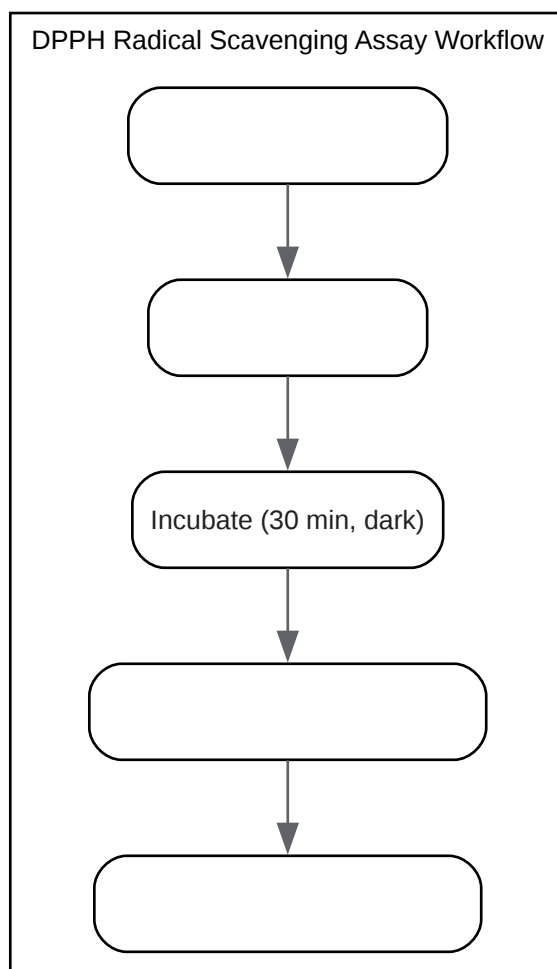 DPPH Radical Scavenging Assay Workflow
Incubate (30 min, dark)